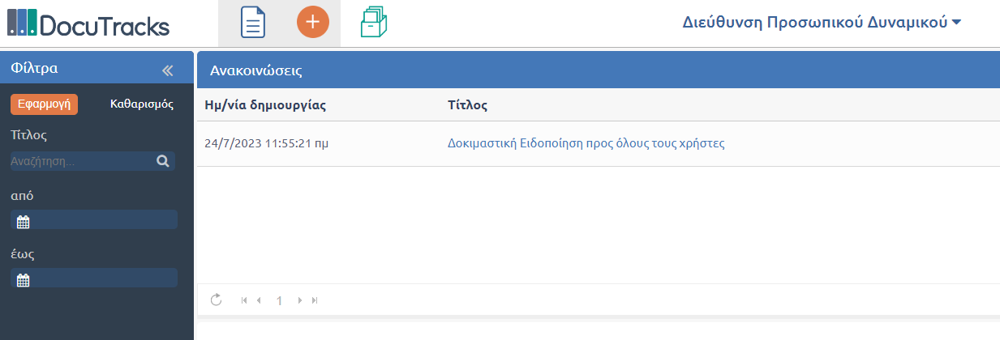 DocuTracks
Διεύθυνση Προσωπικού Δυναμικού
Φίλτρα
Εφαρμογή Καθαρισμός
Τίτλος
Αναζήτηση...
από
έως
Ανακοινώσεις
Ημ/νία δημιουργίας Τίτλος
24/7/2023 11:55:21 πμ Δοκιμαστική Ειδοποίηση προς όλους τους χρήστες
1